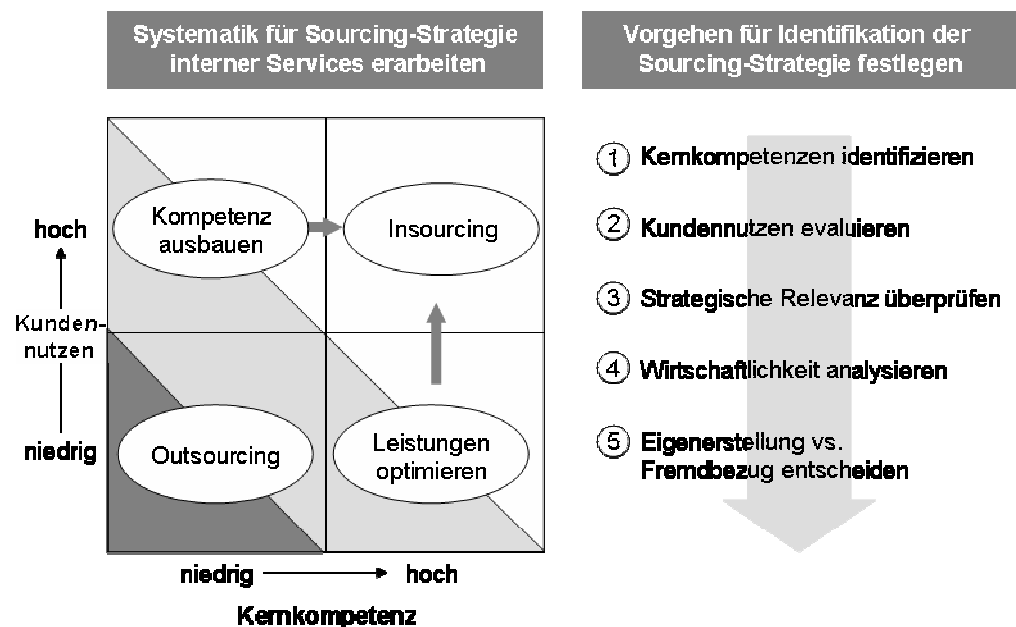 Systematik für Sourcing-Strategie
interner Services erarbeiten
Vorgehen für Identifikation der
Sourcing-Strategie festlegen
hoch
Kunden-
nutzen
niedrig
Kompetenz
ausbauen
Insourcing
Outsourcing
Leistungen
optimieren
niedrig
hoch
Kernkompetenz
1 Kernkompetenzen identifizieren
2 Kundennutzen evaluieren
3 Strategische Relevanz überprüfen
4 Wirtschaftlichkeit analysieren
5 Eigenerstellung vs.
Fremdbezug entscheiden